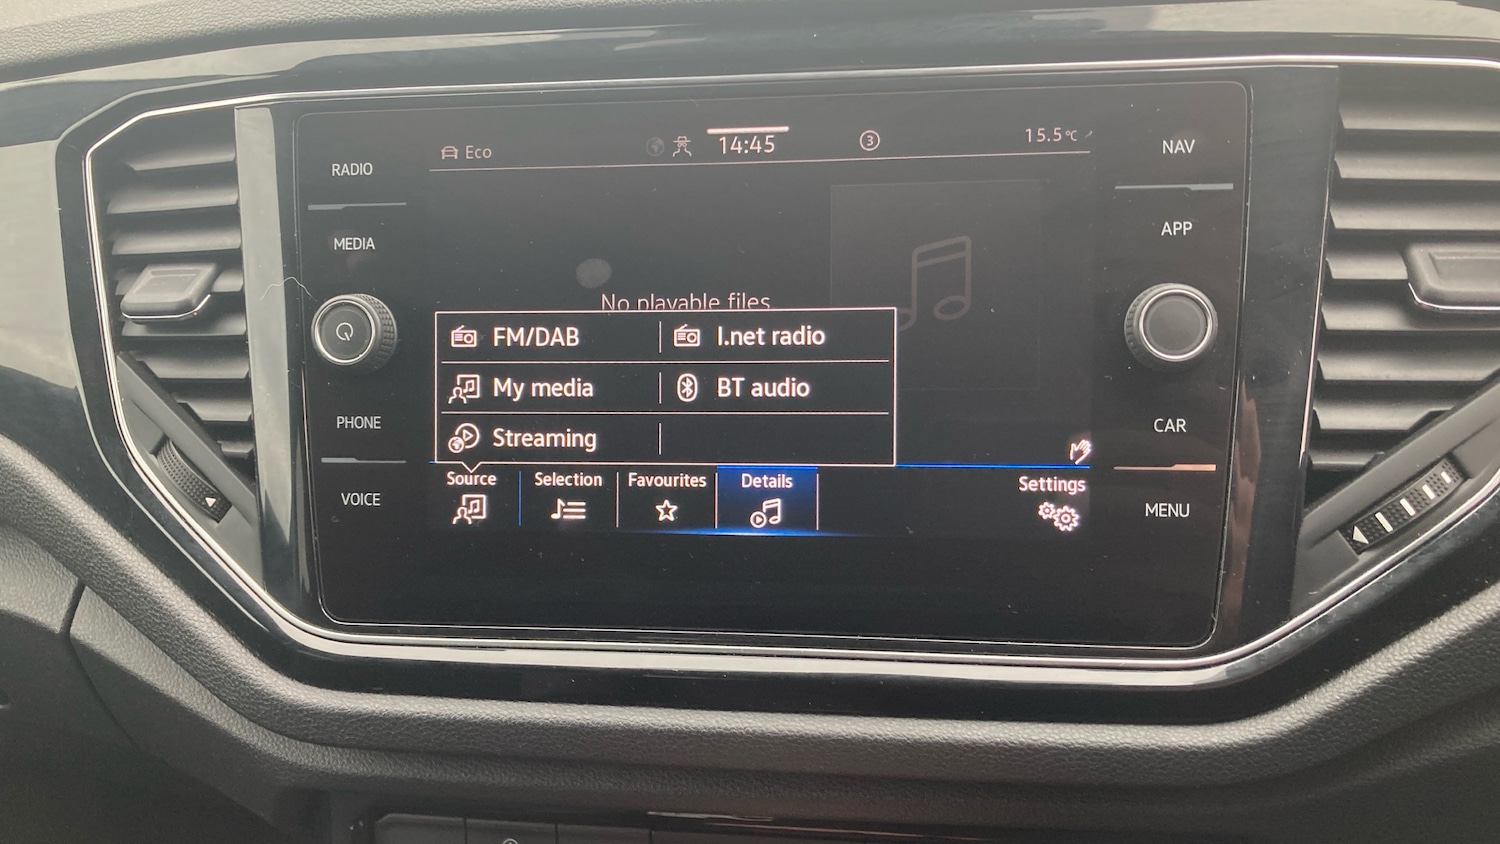 RADIO
MEDIA
PHONE
VOICE
Eco
14:45
3
15.5°C
No playable files.
FM/DAB
I.net radio
My media
BT audio
Streaming
Source
Selection
Favourites
Details
Settings
NAV
APP
CAR
MENU